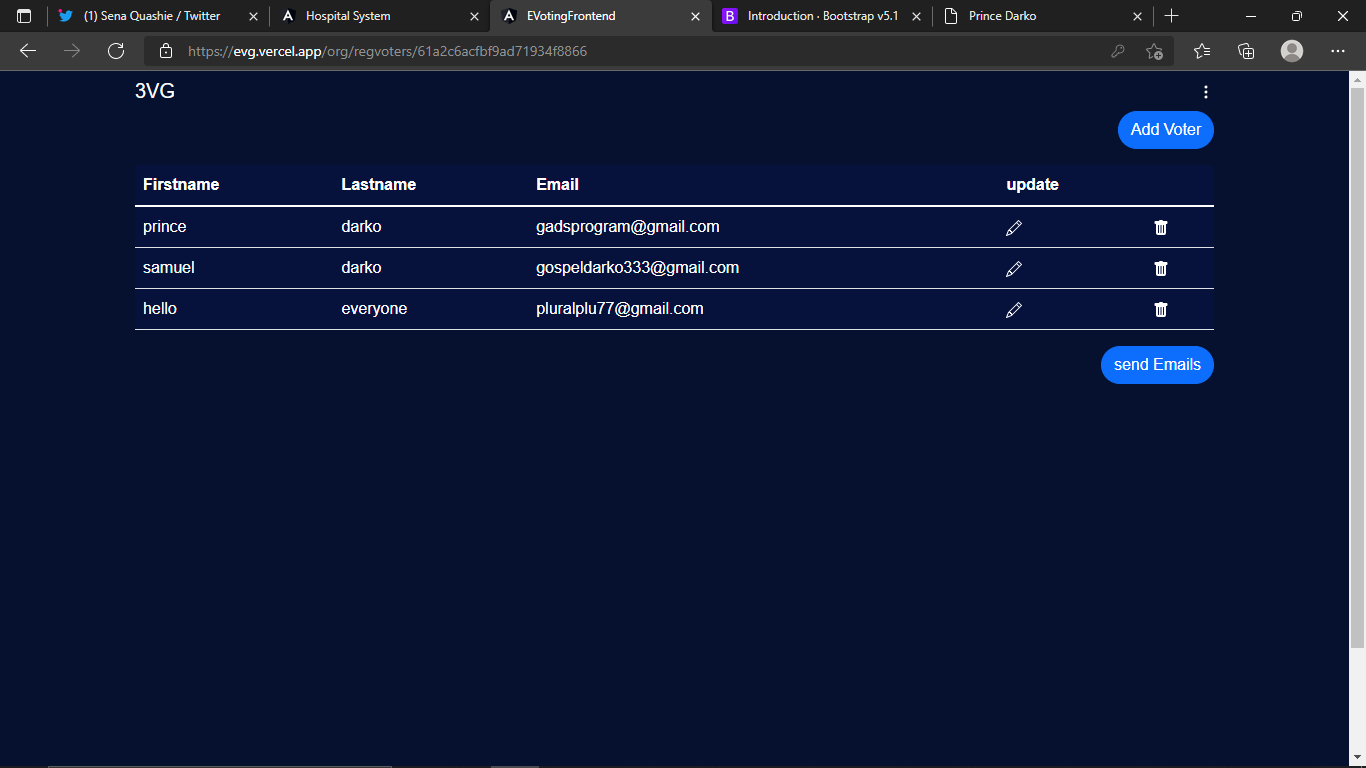 (1) Sena Quashie / Twitter
Hospital System
EVotingFrontend
Introduction · Bootstrap v5.1
Prince Darko
https://evg.vercel.app/org/regvoters/61a2c6acfbf9ad71934f8866
3VG
Add Voter
Firstname Lastname Email update
prince darko gadsprogram@gmail.com
samuel darko gospeldarko333@gmail.com
hello everyone pluralplu77@gmail.com
send Emails